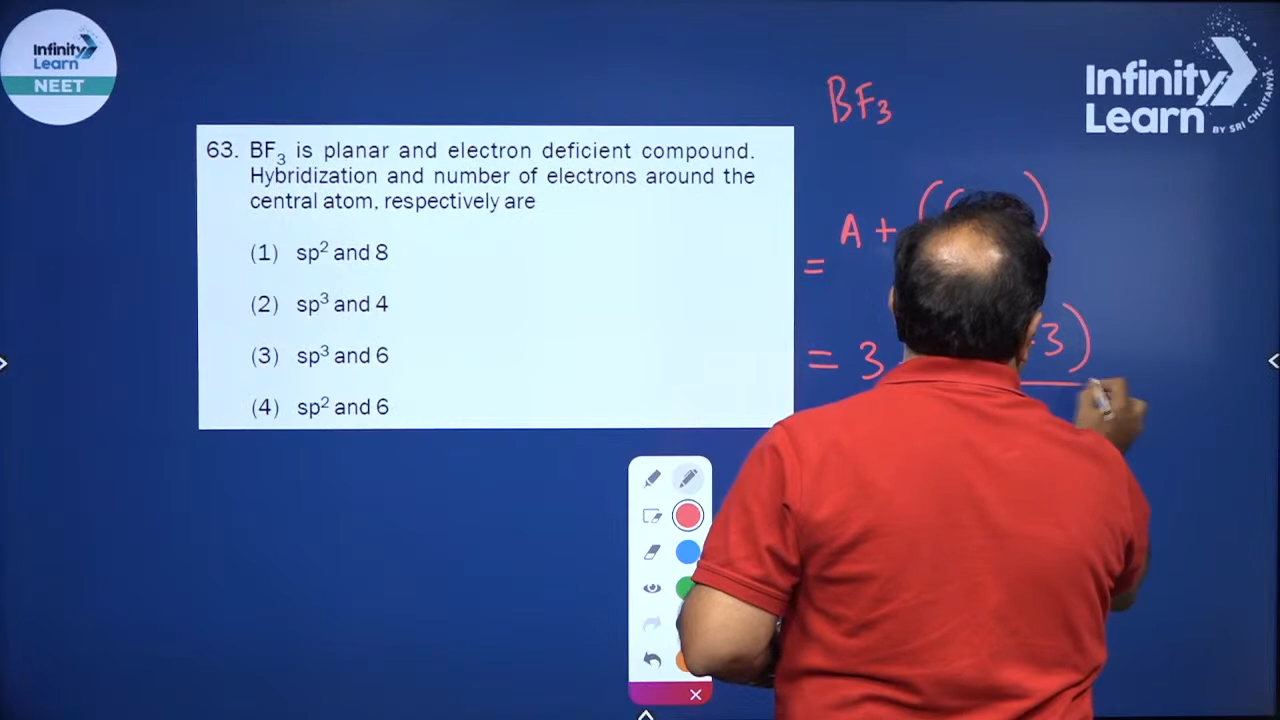 Infinity
Learn
NEET
Infinity
Learn
BY SRI CHAITANYA
BF3
63. BF3 is planar and electron deficient compound.
Hybridization and number of electrons around the
central atom, respectively are
(1) sp2 and 8
(2) sp3 and 4
(3) sp3 and 6
(4) sp2 and 6
= A + ( )
= 3 3)